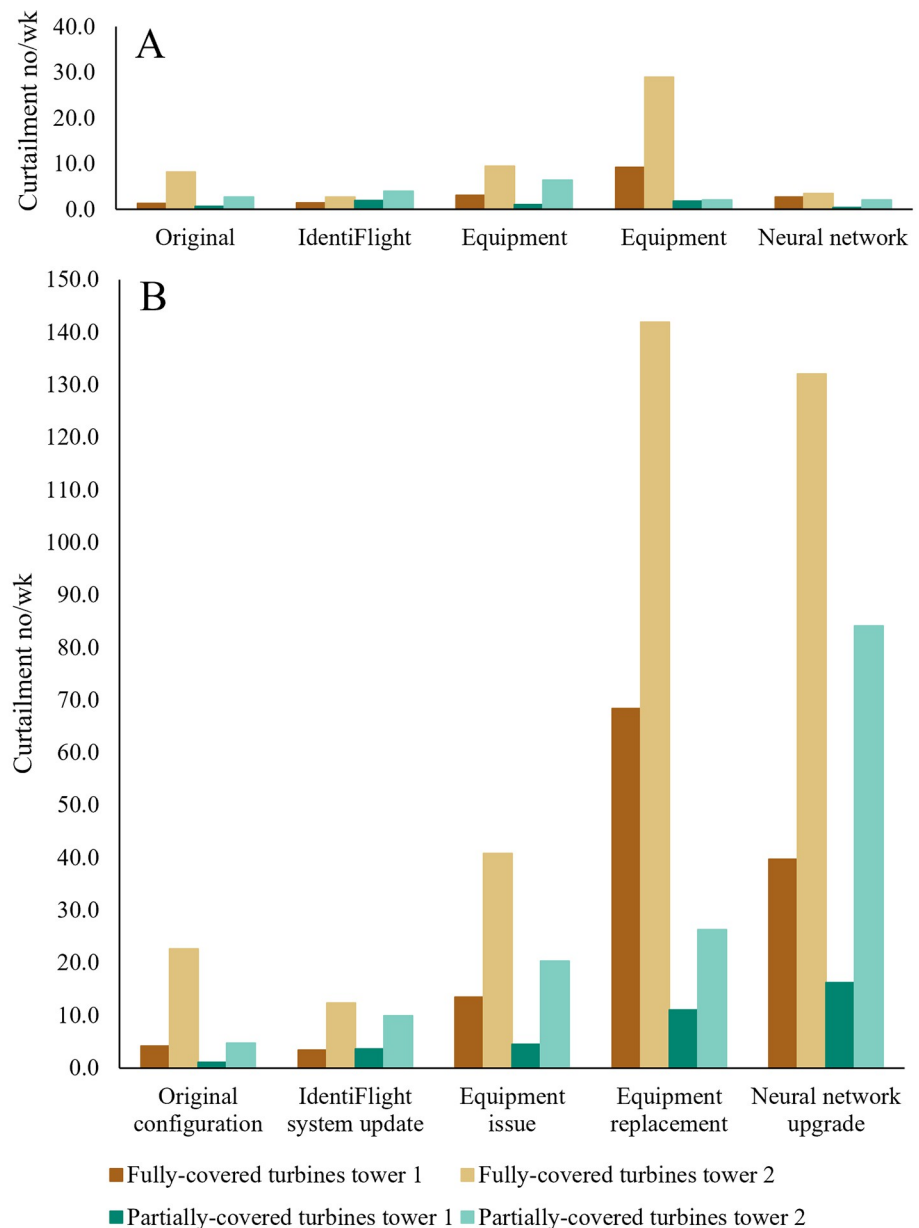 A
Curtailment no/wk
40.0
30.0
20.0
10.0
0.0
Original
IdentiFlight
Equipment
Equipment
Neural network
B
Curtailment no/wk
150.0
140.0
130.0
120.0
110.0
100.0
90.0
80.0
70.0
60.0
50.0
40.0
30.0
20.0
10.0
0.0
Original
configuration
IdentiFlight
system update
Equipment
issue
Equipment
replacement
Neural network
upgrade
Fully-covered turbines tower 1
Fully-covered turbines tower 2
Partially-covered turbines tower 1
Partially-covered turbines tower 2